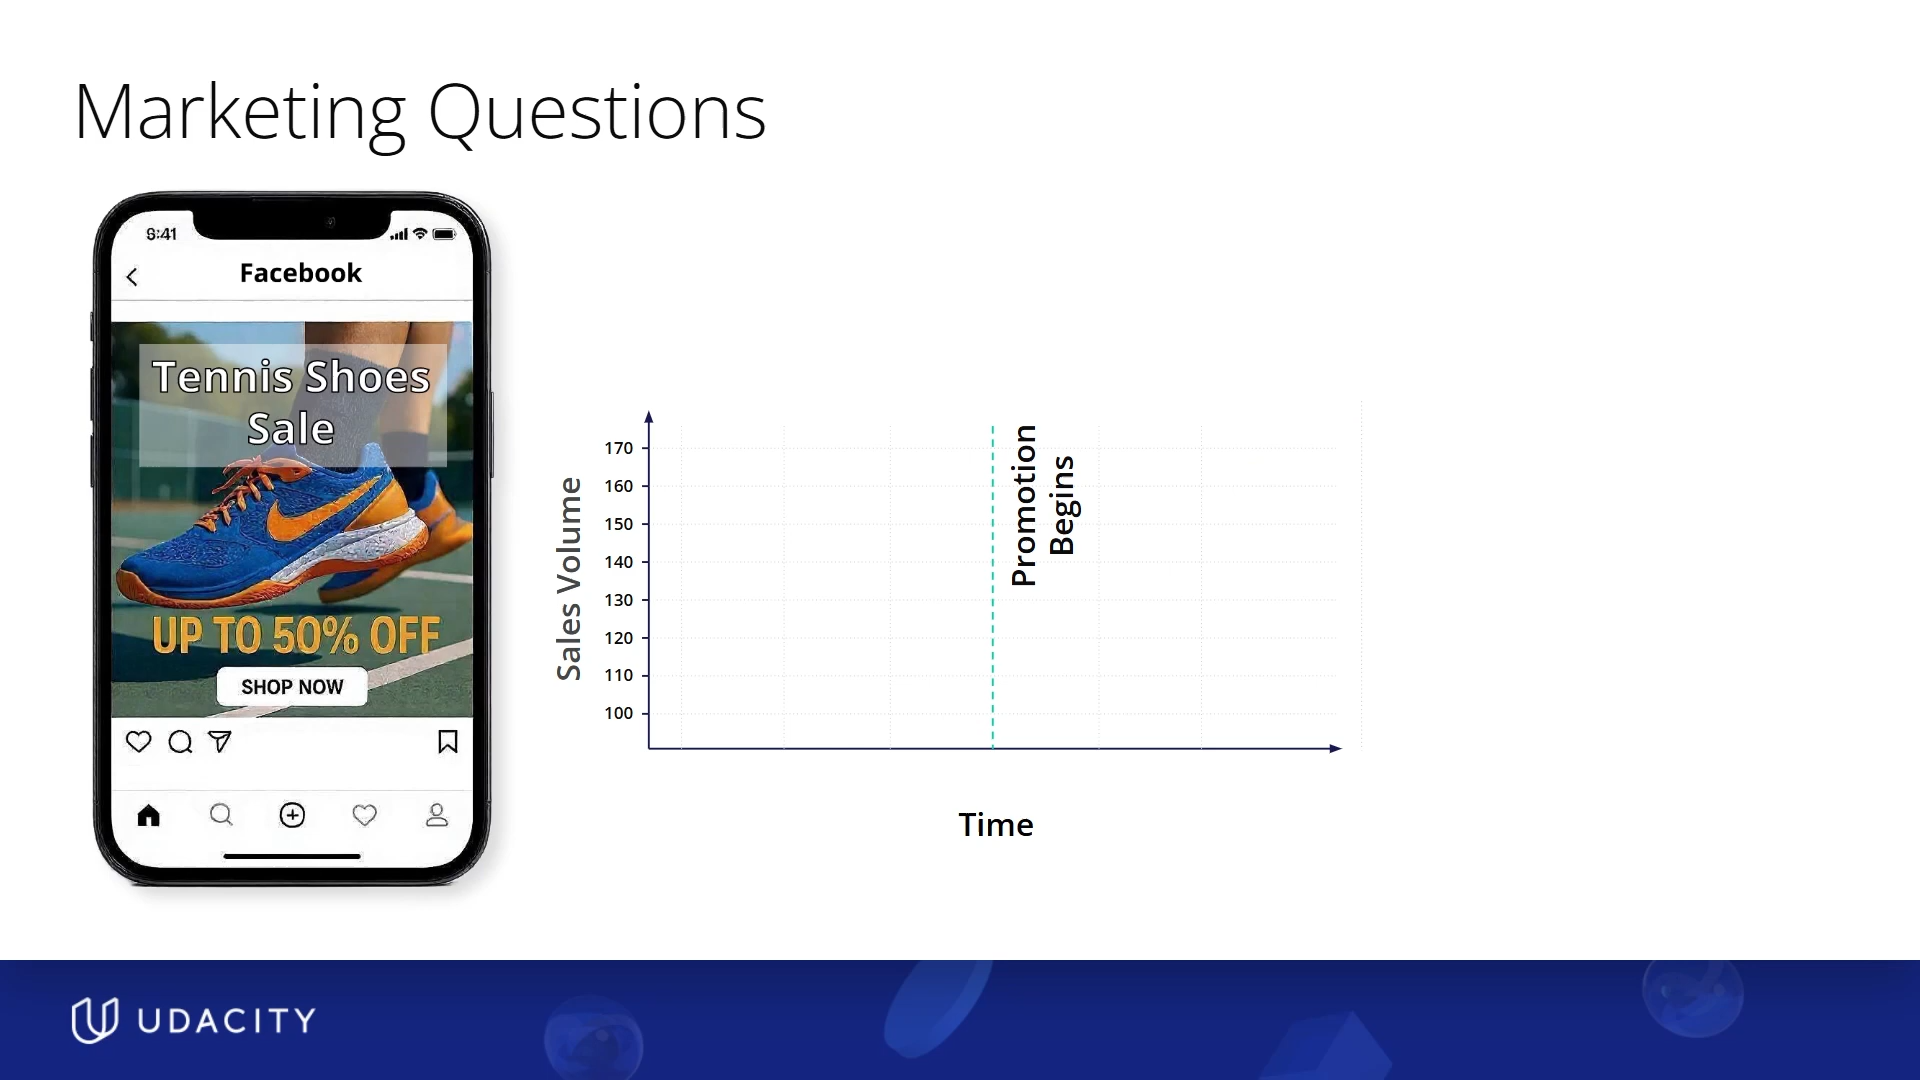 Marketing Questions
9:41
Facebook
Tennis Shoes
Sale
UP TO 50% OFF
SHOP NOW
Sales Volume
170
160
150
140
130
120
110
100
Promotion
Begins
Time
UDACITY